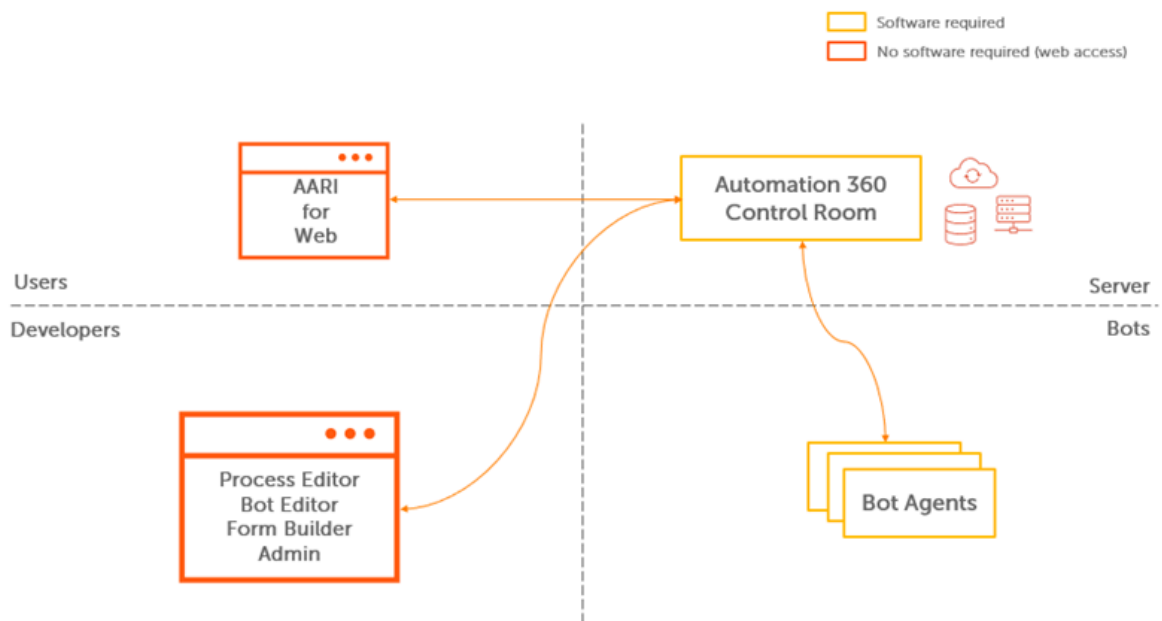 Software required
No software required (web access)
AARI
for
Web
Automation 360
Control Room
Users
Server
Developers
Bots
Process Editor
Bot Editor
Form Builder
Admin
Bot Agents